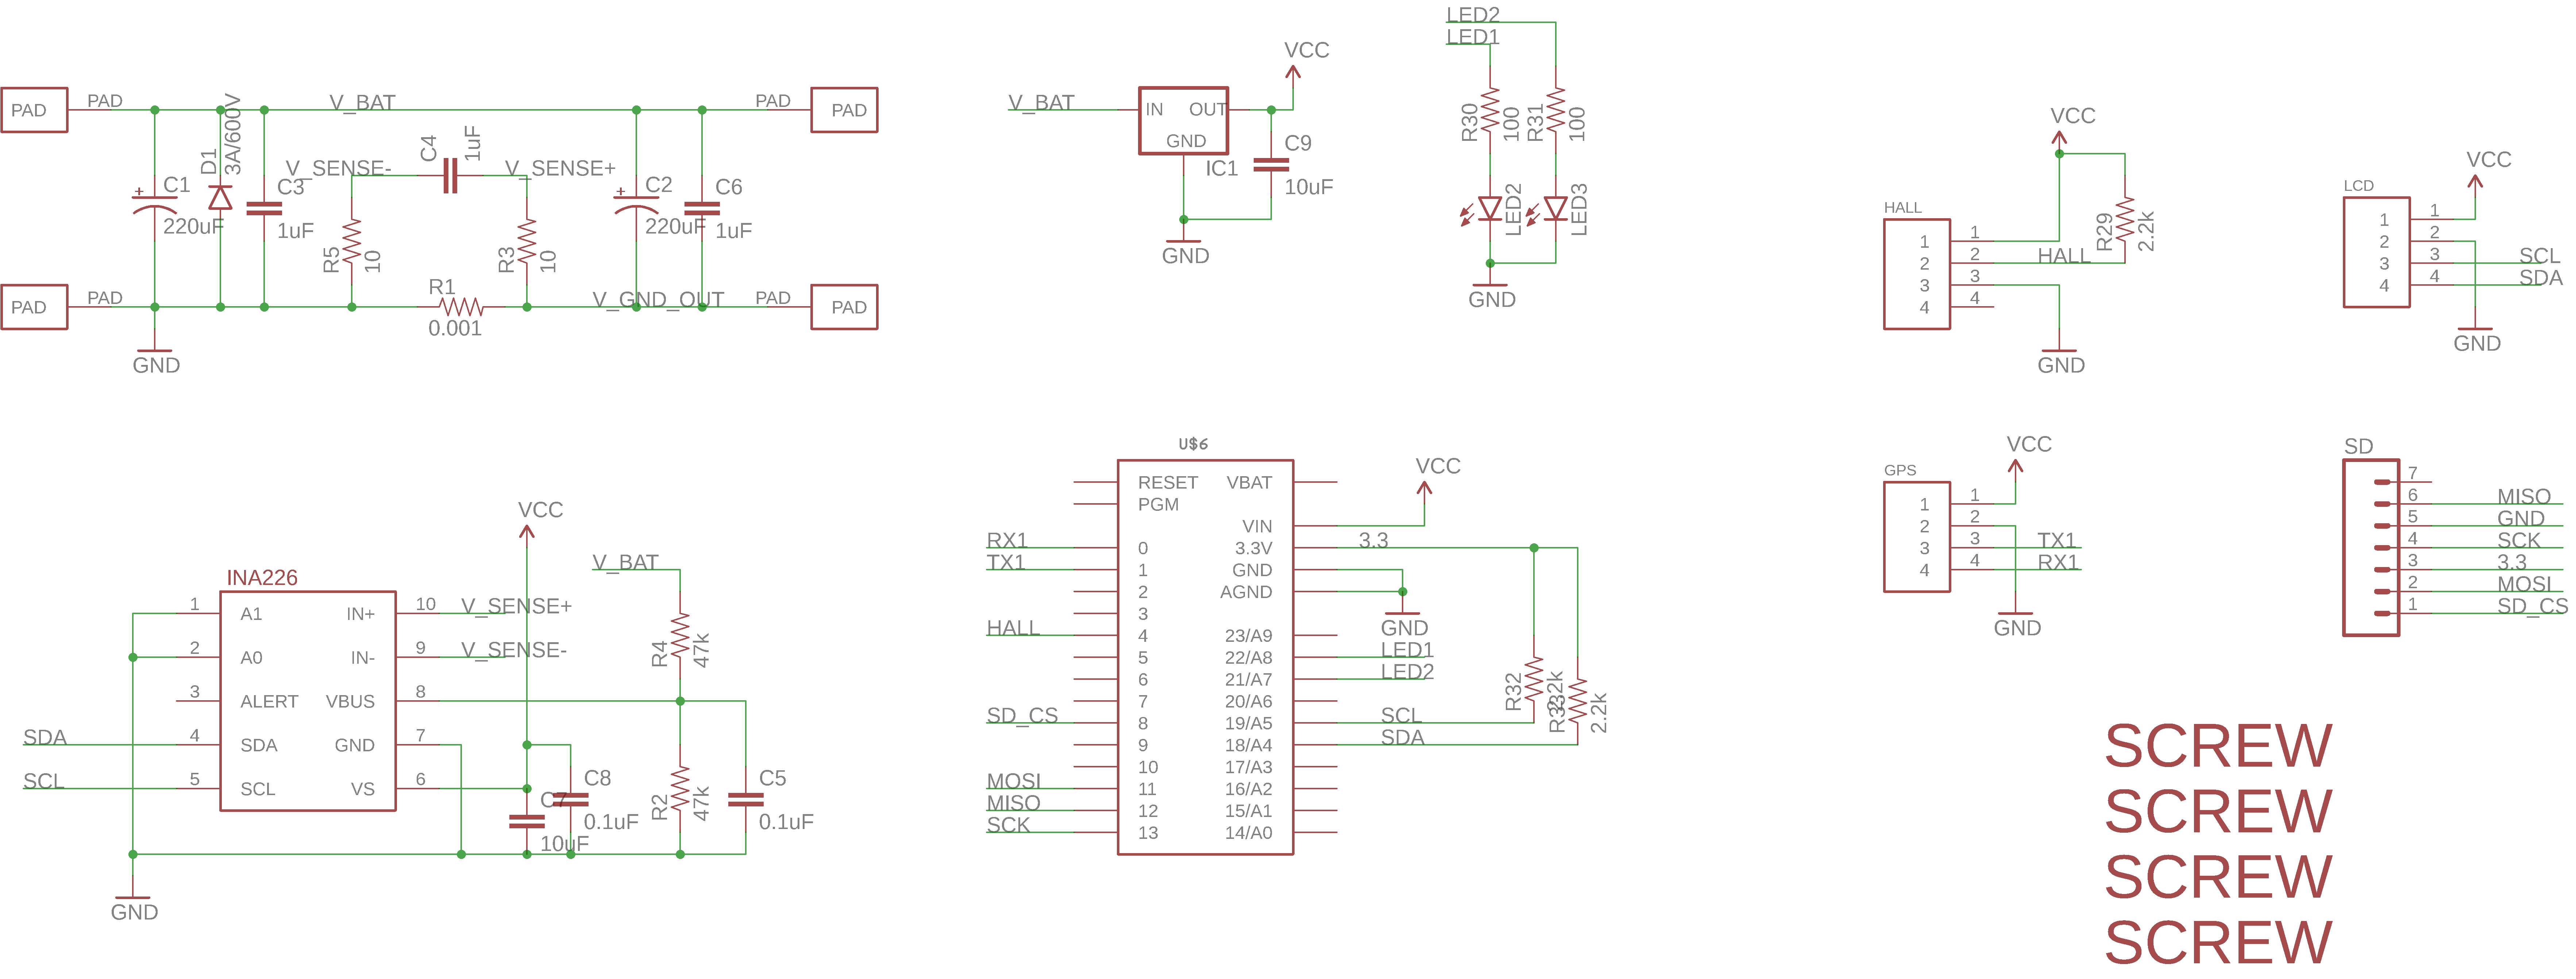 PAD
PAD
V_BAT
PAD
PAD
C1
220uF
D1
3A/600V
C3
1uF
V_SENSE-
C4
1uF
V_SENSE+
R5
10
R3
10
C2
220uF
C6
1uF
PAD
PAD
R1
0.001
V_GND_OUT
PAD
PAD
GND
V_BAT
IN
OUT
GND
IC1
VCC
C9
10uF
GND
LED2
LED1
R30
100
R31
100
LED2
LED3
GND
HALL
1
2
3
4
1
2
3
4
VCC
HALL
R29
2.2k
GND
LCD
1
2
3
4
1
2
3
4
VCC
SCL
SDA
GND
INA226
1
A1
2
A0
3
ALERT
SDA
4
SDA
SCL
5
SCL
IN+
10
V_SENSE+
IN-
9
V_SENSE-
VBUS
8
GND
7
VS
6
VCC
V_BAT
R4
47k
R2
47k
C8
0.1uF
C7
10uF
C5
0.1uF
GND
U$6
RESET
PGM
RX1
0
TX1
1
2
3
HALL
4
5
6
7
SD_CS
8
9
10
MOSI
11
MISO
12
SCK
13
VBAT
VIN
3.3V
GND
AGND
23/A9
22/A8
21/A7
20/A6
19/A5
18/A4
17/A3
16/A2
15/A1
14/A0
VCC
3.3
GND
LED1
LED2
SCL
SDA
R32
2.2k
R33
2.2k
GPS
1
2
3
4
1
2
3
4
VCC
TX1
RX1
GND
SD
7
6
MISO
5
GND
4
SCK
3
3.3
2
MOSI
1
SD_CS
SCREW
SCREW
SCREW
SCREW